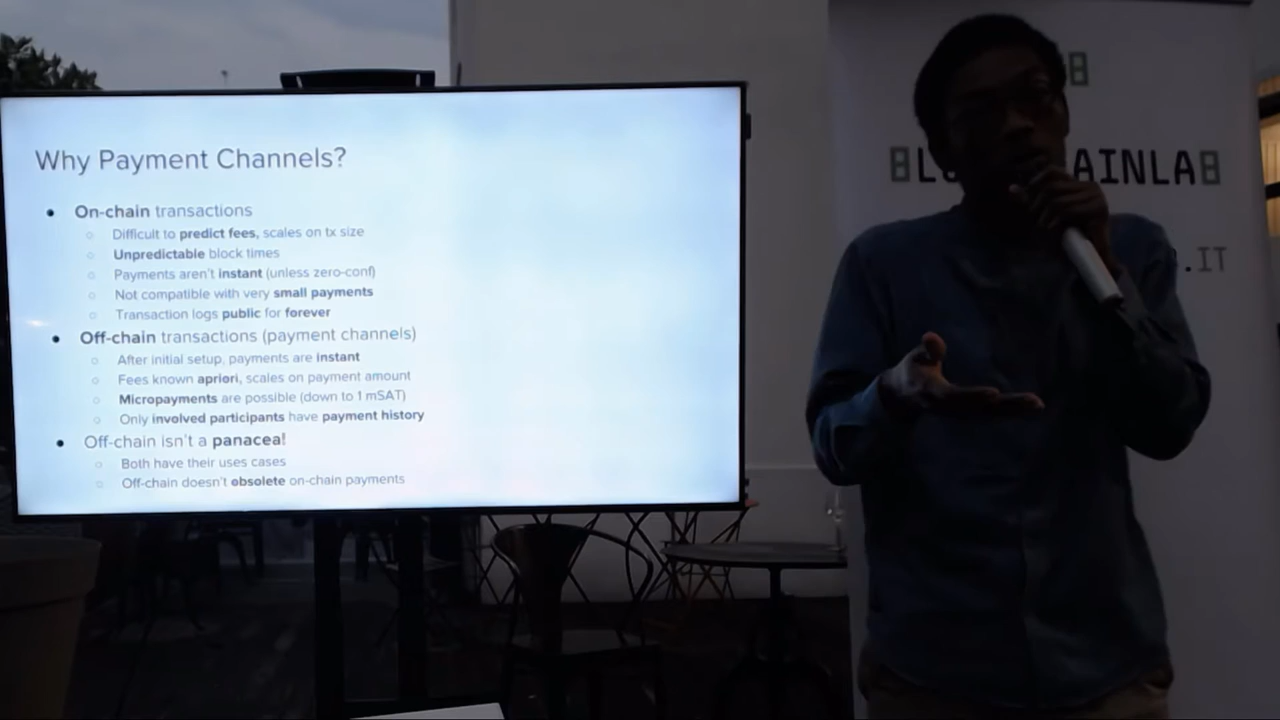 Why Payment Channels?
● On-chain transactions
○ Difficult to predict fees, scales on tx size
○ Unpredictable block times
○ Payments aren't instant (unless zero-conf)
○ Not compatible with very small payments
○ Transaction logs public for forever
● Off-chain transactions (payment channels)
○ After initial setup, payments are instant
○ Fees known apriori, scales on payment amount
○ Micropayments are possible (down to 1 mSAT)
○ Only involved participants have payment history
● Off-chain isn't a panacea!
○ Both have their uses cases
○ Off-chain doesn't obsolete on-chain payments
.IT